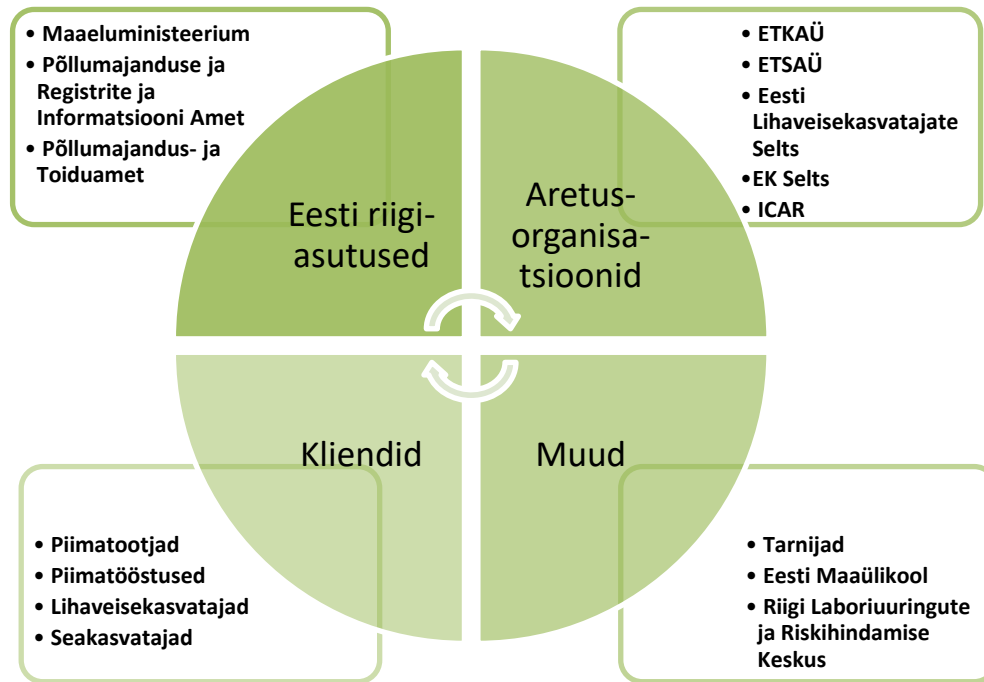 • Maaeluministeerium
• Põllumajanduse ja
Registrite ja
Informatsiooni Amet
• Põllumajandus- ja
Toiduamet
Eesti riigi-
asutused
• ETKAÜ
• ETSAÜ
• Eesti
Lihaveisekasvatajate
Selts
•EK Selts
• ICAR
Aretus-
organisa-
tsioonid
Kliendid
• Piimatootjad
• Piimatööstused
• Lihaveisekasvatajad
• Seakasvatajad
Muud
• Tarnijad
• Eesti Maaülikool
• Riigi Laboriuuringute
ja Riskihindamise
Keskus